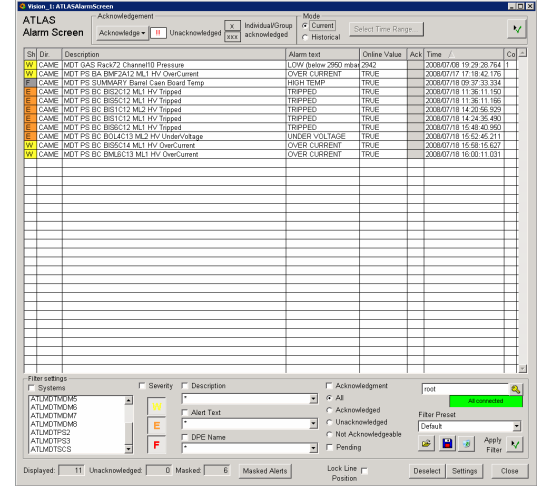 Vision_1: ATLASAlarmScreen
ATLAS
Alarm Screen
Acknowledgement
Acknowledge
!!
Unacknowledged
x
xxx
Individual/Group
acknowledged
Mode
Current
Historical
Select Time Range...
Sh Dir. Description Alarm text Online Value Ack Time Co
W CAME MDT GAS Rack72 Channel10 Pressure LOW (below 2950 mbar 2942 2008/07/08 19:29:28.764 1
W CAME MDT PS BA BMF2A12 ML1 HV OverCurrent OVER CURRENT TRUE 2008/07/17 17:18:42.176
F CAME MDT PS SUMMARY Barrel Caen Board Temp HIGH TEMP. TRUE 2008/07/18 09:37:33.334
E CAME MDT PS BC BIS2C12 ML1 HV Tripped TRIPPED TRUE 2008/07/18 11:36:11.150
E CAME MDT PS BC BIS5C12 ML1 HV Tripped TRIPPED TRUE 2008/07/18 11:36:11.166
E CAME MDT PS BC BIS1C12 ML2 HV Tripped TRIPPED TRUE 2008/07/18 14:20:56.929
E CAME MDT PS BC BIS1C12 ML1 HV Tripped TRIPPED TRUE 2008/07/18 14:24:35.490
E CAME MDT PS BC BIS6C12 ML1 HV Tripped TRIPPED TRUE 2008/07/18 15:48:40.950
E CAME MDT PS BC BOL4C13 ML2 HV UnderVoltage UNDER VOLTAGE TRUE 2008/07/18 15:52:45.211
W CAME MDT PS BC BIS5C14 ML1 HV OverCurrent OVER CURRENT TRUE 2008/07/18 15:58:15.627
W CAME MDT PS BC BML6C13 ML1 HV OverCurrent OVER CURRENT TRUE 2008/07/18 16:00:11.031
Filter settings
Systems
ATLMDTMDM5
ATLMDTMDM6
ATLMDTMDM7
ATLMDTMDM8
ATLMDTPS2
ATLMDTPS3
ATLMDTSCS
Severity
W
E
F
Description
*
Alert Text
*
DPE Name
*
Acknowledgment
All
Acknowledged
Unacknowledged
Not Acknowledgeable
Pending
root
All connected
Filter Preset
Default
Apply
Filter
Displayed: 11 Unacknowledged: 0 Masked: 6 Masked Alerts
Lock Line
Position
Deselect Settings Close